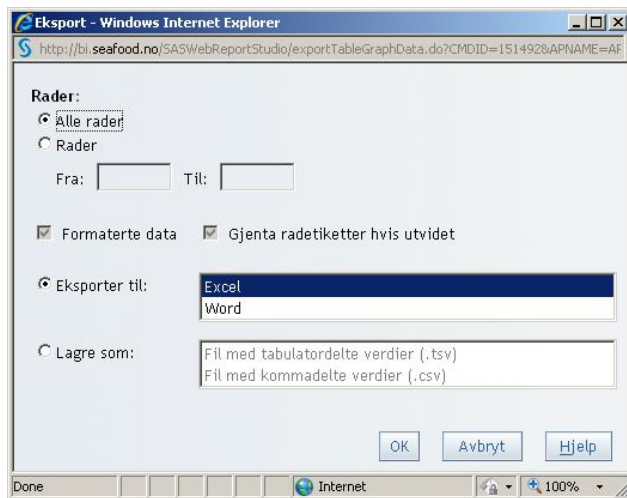 Eksport - Windows Internet Explorer
http://bi.seafood.no/SASWebReportStudio/exportTableGraphData.do?CMDID=151492&APNAME=AF
Rader:
Alle rader
Rader
Fra: Til:
Formaterte data Gjenta radetiketter hvis utvidet
Eksporter til: Excel
Word
Lagre som: Fil med tabulatordelte verdier (.tsv)
Fil med kommadelte verdier (.csv)
OK Avbryt Hjelp
Done Internet 100%